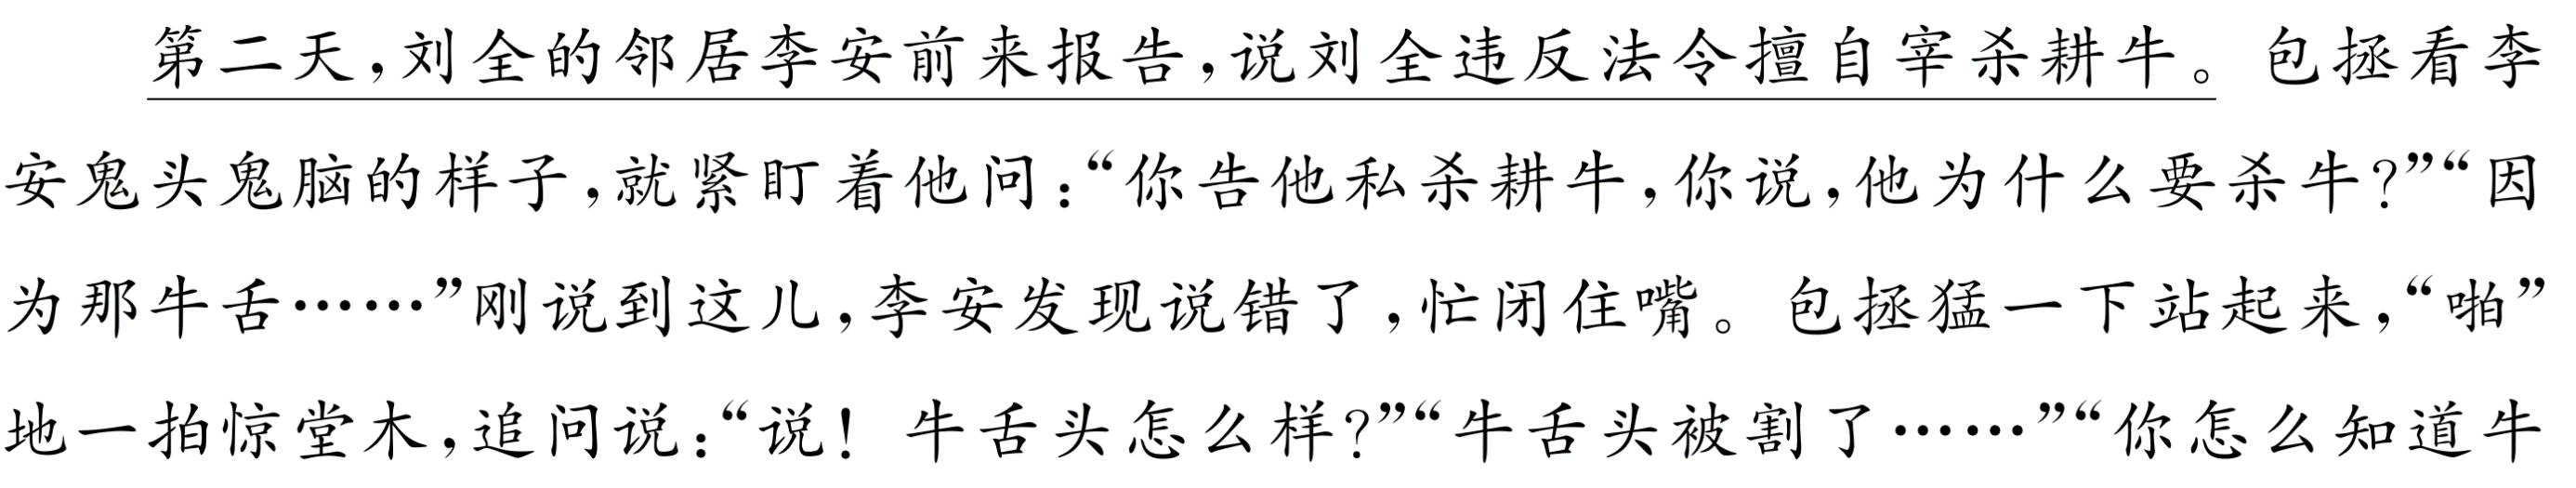 第二天，刘全的邻居李安前来报告，说刘全违反法令擅自宰杀耕牛。包拯看李
安鬼头鬼脑的样子，就紧盯着他问：“你告他私杀耕牛，你说，他为什么要杀牛？”“因
为那牛舌……”刚说到这儿，李安发现说错了，忙闭住嘴。包拯猛一下站起来，“啪”
地一拍惊堂木，追问说：“说！牛舌头怎么样？”“牛舌头被割了……”“你怎么知道牛